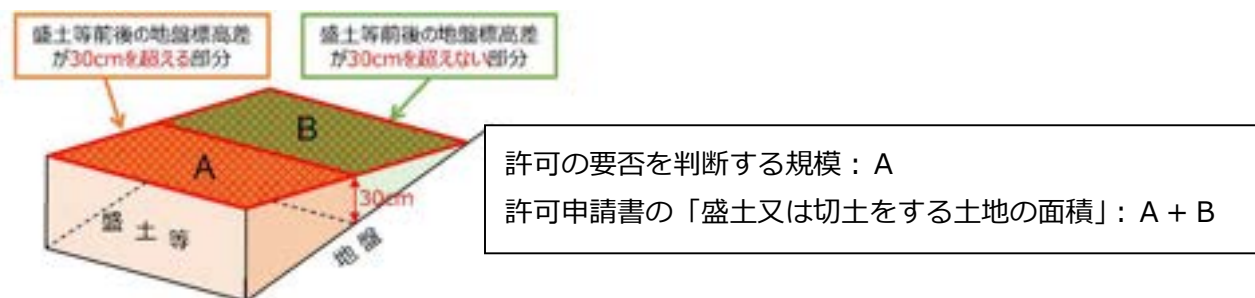 盛土等前後の地盤標高差
が30cmを超える部分
盛土等前後の地盤標高差
が30cmを超えない部分
B
A
30cm
盛土等
地盤
許可の要否を判断する規模：A
許可申請書の「盛土又は切土をする土地の面積」：A + B